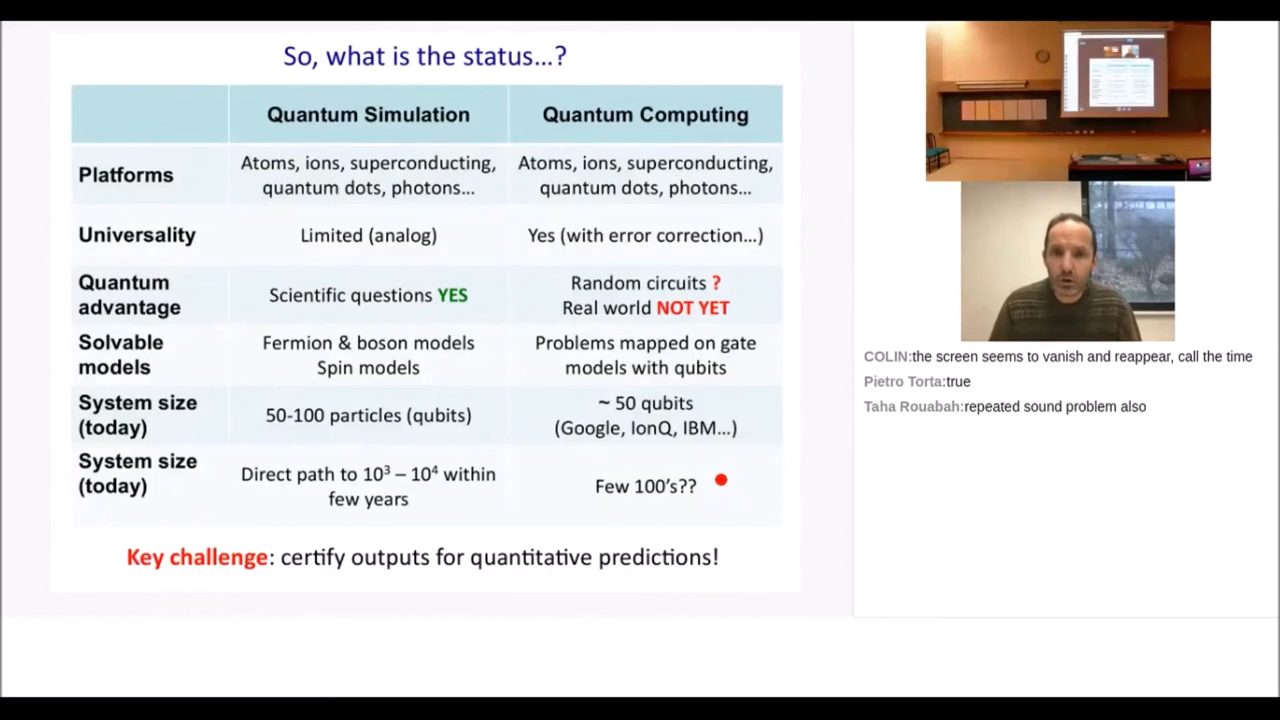 So, what is the status...?
Quantum Simulation
Quantum Computing
Platforms
Atoms, ions, superconducting,
quantum dots, photons...
Atoms, ions, superconducting,
quantum dots, photons...
Universality
Limited (analog)
Yes (with error correction...)
Quantum
advantage
Scientific questions YES
Random circuits ?
Real world NOT YET
Solvable
models
Fermion & boson models
Spin models
Problems mapped on gate
models with qubits
System size
(today)
50-100 particles (qubits)
~ 50 qubits
(Google, IonQ, IBM...)
System size
(today)
Direct path to 10³ – 10⁴ within
few years
Few 100's??
Key challenge: certify outputs for quantitative predictions!
COLIN:the screen seems to vanish and reappear, call the time
Pietro Torta:true
Taha Rouabah:repeated sound problem also